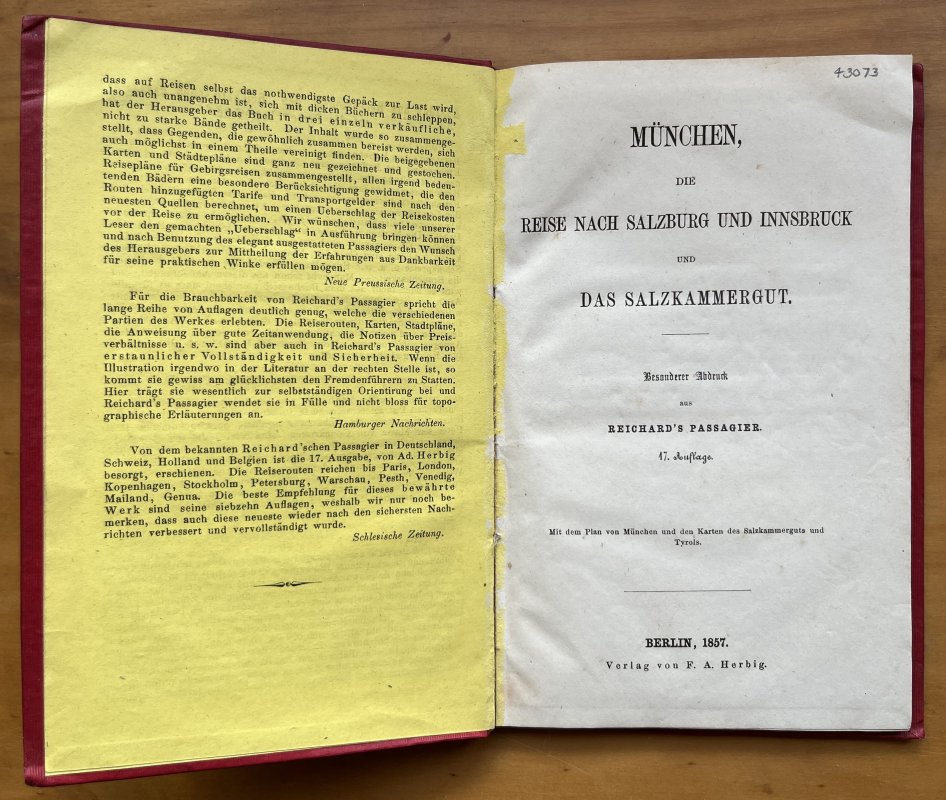 dass auf Reisen selbst das nothwendigste Gepäck zur Last wird,
also auch unangenehm ist, sich mit dicken Büchern zu schleppen,
hat der Herausgeber das Buch in drei einzeln verkäufliche,
nicht zu starke Bände getheilt. Der Inhalt wurde so zusammenge-
stellt, dass Gegenden, die gewöhnlich zusammen bereist werden, sich
auch möglichst in einem Theile vereinigt finden. Die beigegebenen
Karten und Städtepläne sind ganz neu gezeichnet und gestochen.
Reisepläne für Gebirgsreisen zusammengestellt, allen irgend bedeu-
tenden Bädern eine besondere Berücksichtigung gewidmet, die den
Routen hinzugefügten Tarife und Transportgelder sind nach den
neuesten Quellen berechnet, um einen Ueberschlag der Reisekosten
vor der Reise zu ermöglichen. Wir wünschen, dass viele unserer
Leser den gemachten „Ueberschlag“ in Ausführung bringen können
und nach Benutzung des elegant ausgestatteten Passagiers den Wunsch
des Herausgebers zur Mittheilung der Erfahrungen aus Dankbarkeit
für seine praktischen Winke erfüllen mögen.
Neue Preussische Zeitung.
Für die Brauchbarkeit von Reichard's Passagier spricht die
lange Reihe von Auflagen deutlich genug, welche die verschiedenen
Partien des Werkes erlebten. Die Reiserouten, Karten, Stadtpläne,
die Anweisung über gute Zeitanwendung, die Notizen über Preis-
verhältnisse u. s. w. sind aber auch in Reichard's Passagier von
erstaunlicher Vollständigkeit und Sicherheit. Wenn die
Illustration irgendwo in der Literatur an der rechten Stelle ist, so
kommt sie gewiss am glücklichsten den Fremdenführern zu Statten.
Hier trägt sie wesentlich zur selbstständigen Orientirung bei und
Reichard's Passagier wendet sie in Fülle und nicht bloss für topo-
graphische Erläuterungen an.
Hamburger Nachrichten.
Von dem bekannten Reichard'schen Passagier in Deutschland,
Schweiz, Holland und Belgien ist die 17. Ausgabe, von Ad. Herbig
besorgt, erschienen. Die Reiserouten reichen bis Paris, London,
Kopenhagen, Stockholm, Petersburg, Warschau, Pesth, Venedig,
Mailand, Genua. Die beste Empfehlung für dieses bewährte
Werk sind seine siebzehn Auflagen, weshalb wir nur noch be-
merken, dass auch diese neueste wieder nach den sichersten Nach-
richten verbessert und vervollständigt wurde.
Schlesische Zeitung.
43073
MÜNCHEN,
DIE
REISE NACH SALZBURG UND INNSBRUCK
UND
DAS SALZKAMMERGUT.
Besonderer Abdruck
aus
REICHARD'S PASSAGIER.
17. Auflage.
Mit dem Plan von München und den Karten des Salzkammerguts und
Tyrols.
BERLIN, 1857.
Verlag von F. A. Herbig.